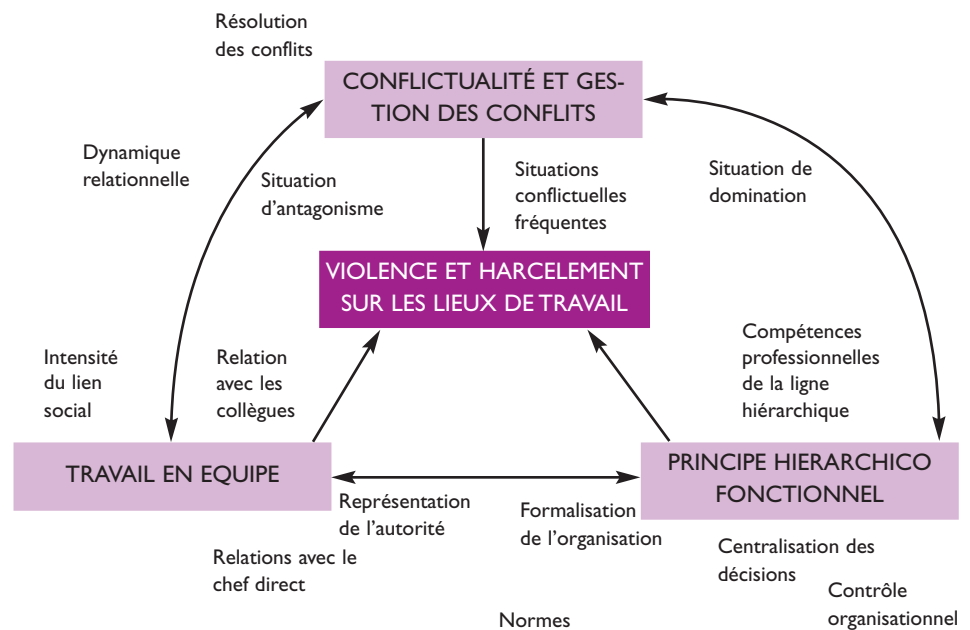 Résolution
des conflits
CONFLICTUALITÉ ET GES-
TION DES CONFLITS
Dynamique
relationnelle
Situation
d'antagonisme
Situations
conflictuelles
fréquentes
Situation de
domination
VIOLENCE ET HARCELEMENT
SUR LES LIEUX DE TRAVAIL
Intensité
du lien
social
Relation
avec les
collègues
Compétences
professionnelles
de la ligne
hiérarchique
TRAVAIL EN EQUIPE
PRINCIPE HIERARCHICO
FONCTIONNEL
Représentation
de l'autorité
Formalisation
de l'organisation
Relations avec le
chef direct
Centralisation des
décisions
Contrôle
organisationnel
Normes